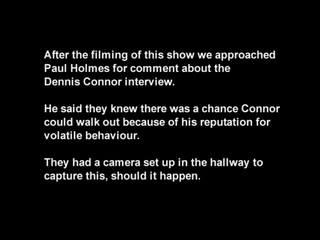 After the filming of this show we approached
Paul Holmes for comment about the
Dennis Connor interview.
He said they knew there was a chance Connor
could walk out because of his reputation for
volatile behaviour.
They had a camera set up in the hallway to
capture this, should it happen.